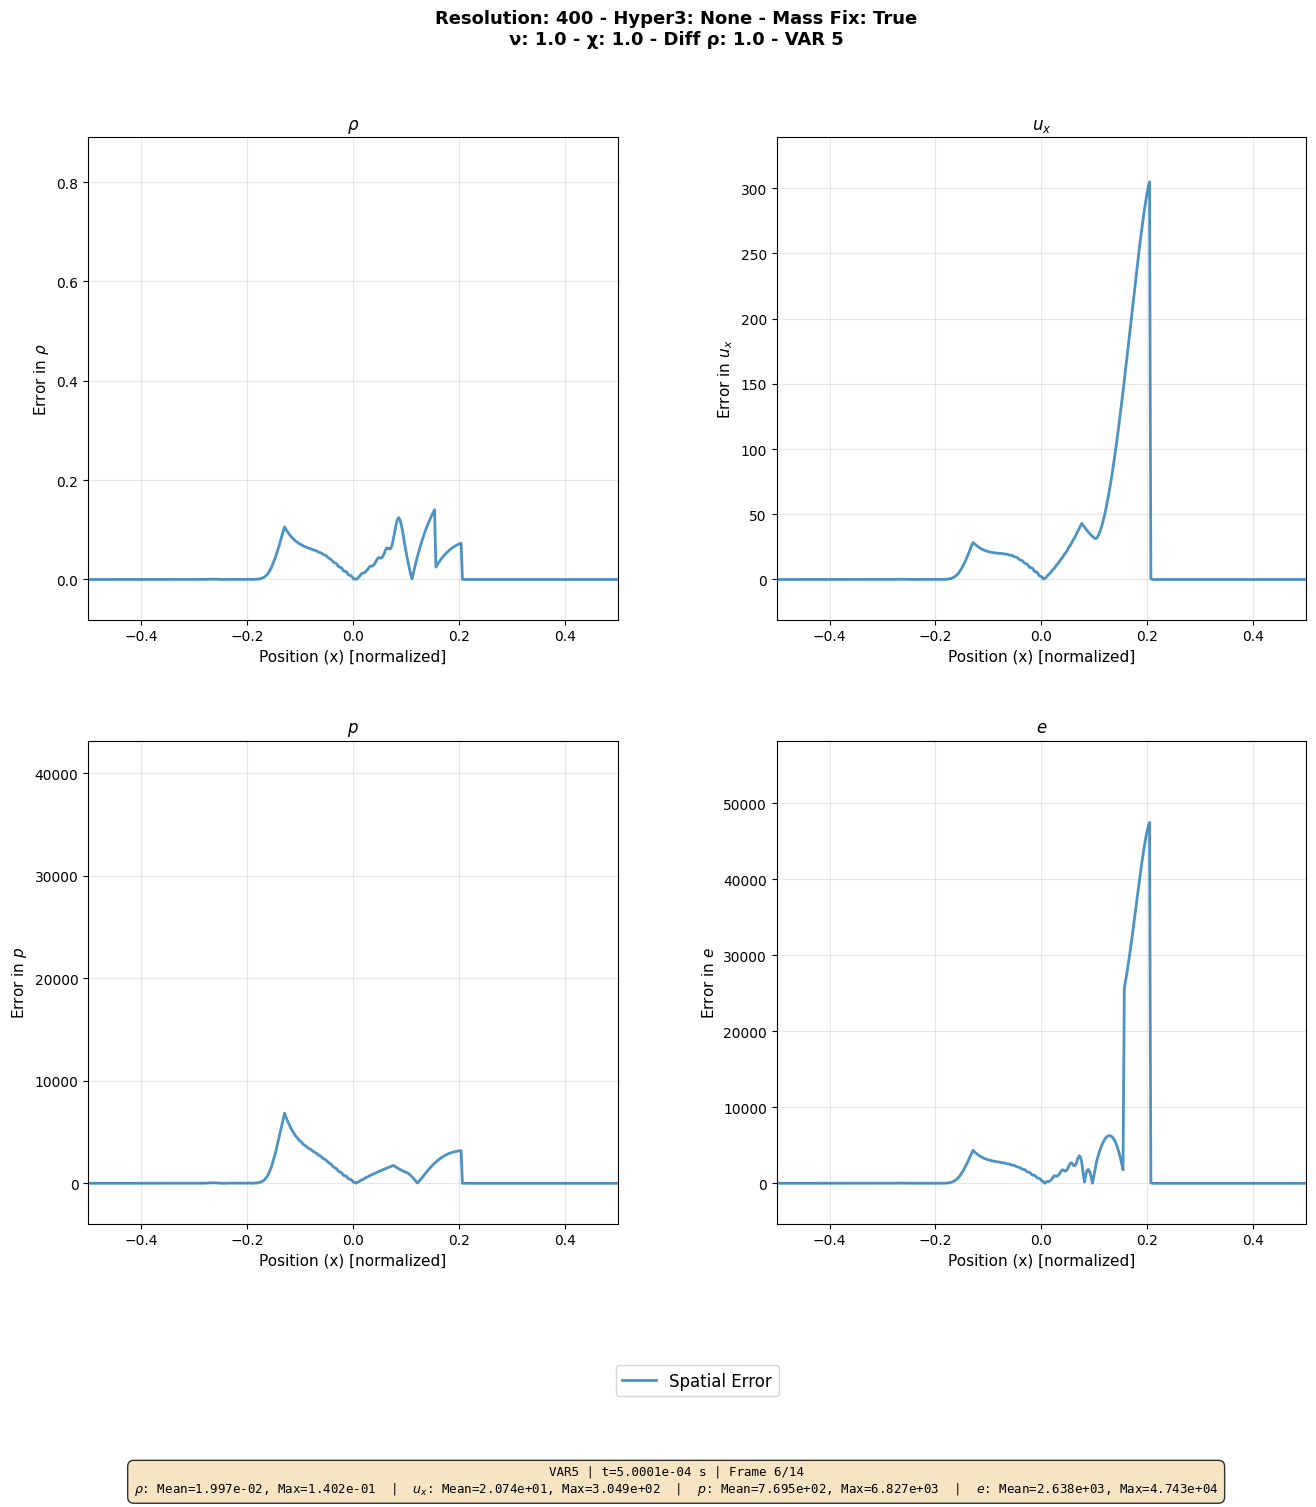 Resolution: 400 - Hyper3: None - Mass Fix: True
ν: 1.0 - χ: 1.0 - Diff ρ: 1.0 - VAR 5
ρ
0.8
0.6
0.4
0.2
0.0
Error in ρ
−0.4 −0.2 0.0 0.2 0.4
Position (x) [normalized]
uₓ
300
250
200
150
100
50
0
Error in uₓ
−0.4 −0.2 0.0 0.2 0.4
Position (x) [normalized]
p
40000
30000
20000
10000
0
Error in p
−0.4 −0.2 0.0 0.2 0.4
Position (x) [normalized]
e
50000
40000
30000
20000
10000
0
Error in e
−0.4 −0.2 0.0 0.2 0.4
Position (x) [normalized]
Spatial Error
VAR5 | t=5.0001e-04 s | Frame 6/14
ρ: Mean=1.997e-02, Max=1.402e-01 | uₓ: Mean=2.074e+01, Max=3.049e+02 | p: Mean=7.695e+02, Max=6.827e+03 | e: Mean=2.638e+03, Max=4.743e+04